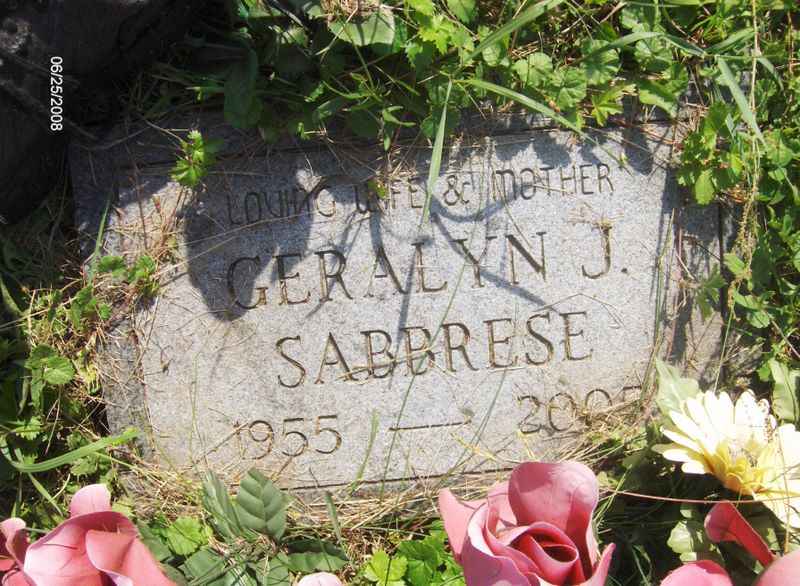 06/25/2008
LOVING WIFE & MOTHER
GERALYN J.
SABBRESE
1955 —